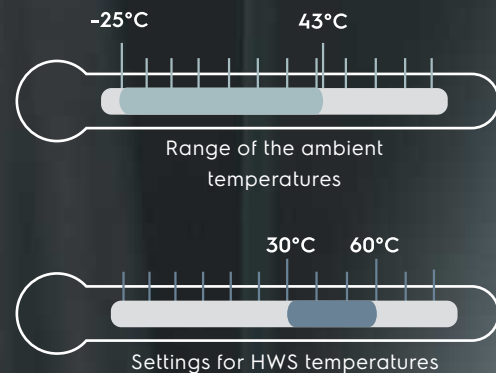 -25°C 43°C
Range of the ambient
temperatures
30°C 60°C
Settings for HWS temperatures